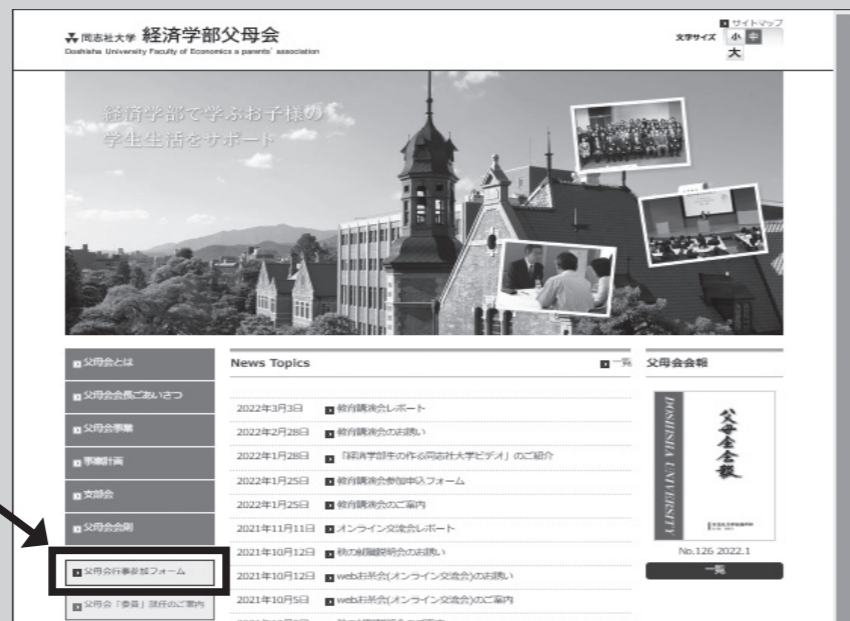 サイトマップ
同志社大学 経済学部父母会
Doshisha University Faculty of Economics a parents' association
文字サイズ 小 中
大
経済学部で学ぶお子様の
学生生活をサポート
父母会とは
父母会会長ごあいさつ
父母会事業
事業計画
支部会
父母会会則
父母会行事参加フォーム
父母会「委員」就任のご案内
News Topics
一覧
2022年3月3日 教育講演会レポート
2022年2月28日 教育講演会のお誘い
2022年1月28日 「経済学部生の作る同志社大学ビデオ」のご紹介
2022年1月25日 教育講演会参加申込フォーム
2022年1月25日 教育講演会のご案内
2021年11月11日 オンライン交流会レポート
2021年10月12日 秋の就職説明会のお誘い
2021年10月12日 webお茶会(オンライン交流会)のお誘い
2021年10月5日 webお茶会(オンライン交流会)のご案内
父母会会報
DOSHISHA UNIVERSITY
父母会会報
No.126 2022.1
一覧